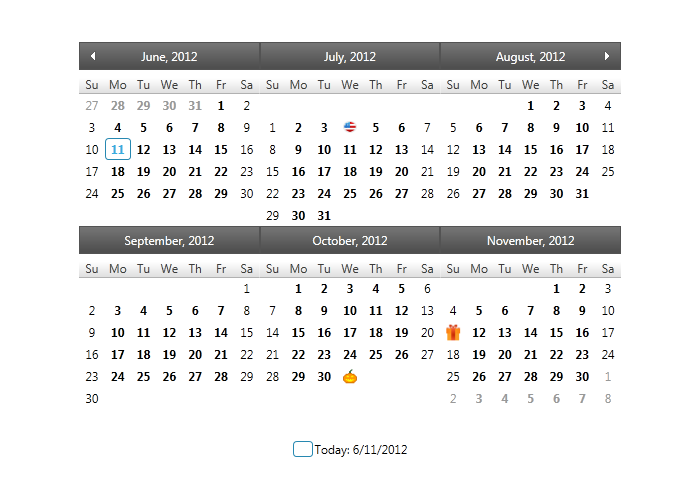 June, 2012 July, 2012 August, 2012
Su Mo Tu We Th Fr Sa Su Mo Tu We Th Fr Sa Su Mo Tu We Th Fr Sa
27 28 29 30 31 1 2 1 2 3 4
3 4 5 6 7 8 9 1 2 3 5 6 7 5 6 7 8 9 10 11
10 11 12 13 14 15 16 8 9 10 11 12 13 14 12 13 14 15 16 17 18
17 18 19 20 21 22 23 15 16 17 18 19 20 21 19 20 21 22 23 24 25
24 25 26 27 28 29 30 22 23 24 25 26 27 28 26 27 28 29 30 31
29 30 31
September, 2012 October, 2012 November, 2012
Su Mo Tu We Th Fr Sa Su Mo Tu We Th Fr Sa Su Mo Tu We Th Fr Sa
1 1 2 3 4 5 6 1 2 3
2 3 4 5 6 7 8 7 8 9 10 11 12 13 4 5 6 7 8 9 10
9 10 11 12 13 14 15 14 15 16 17 18 19 20 12 13 14 15 16 17
16 17 18 19 20 21 22 21 22 23 24 25 26 27 18 19 20 21 22 23 24
23 24 25 26 27 28 29 28 29 30 25 26 27 28 29 30 1
30 2 3 4 5 6 7 8
Today: 6/11/2012